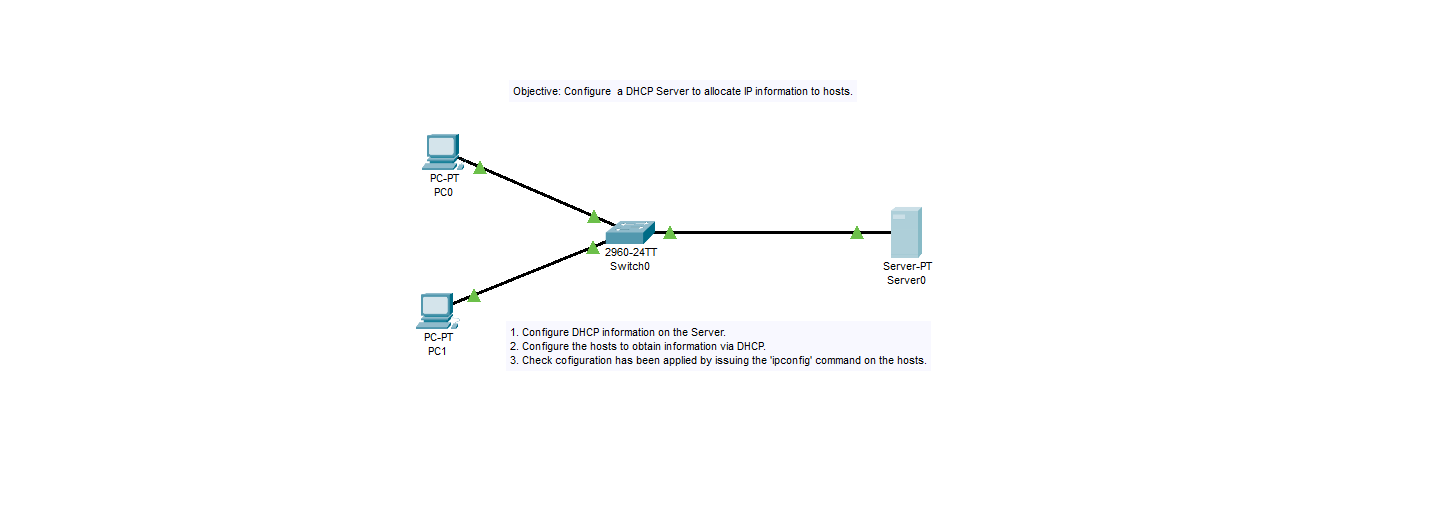 Objective: Configure  a DHCP Server to allocate IP information to hosts.
PC-PT
PC0
2960-24TT
Switch0
Server-PT
Server0
PC-PT
PC1
1. Configure DHCP information on the Server.
2. Configure the hosts to obtain information via DHCP.
3. Check cofiguration has been applied by issuing the 'ipconfig' command on the hosts.